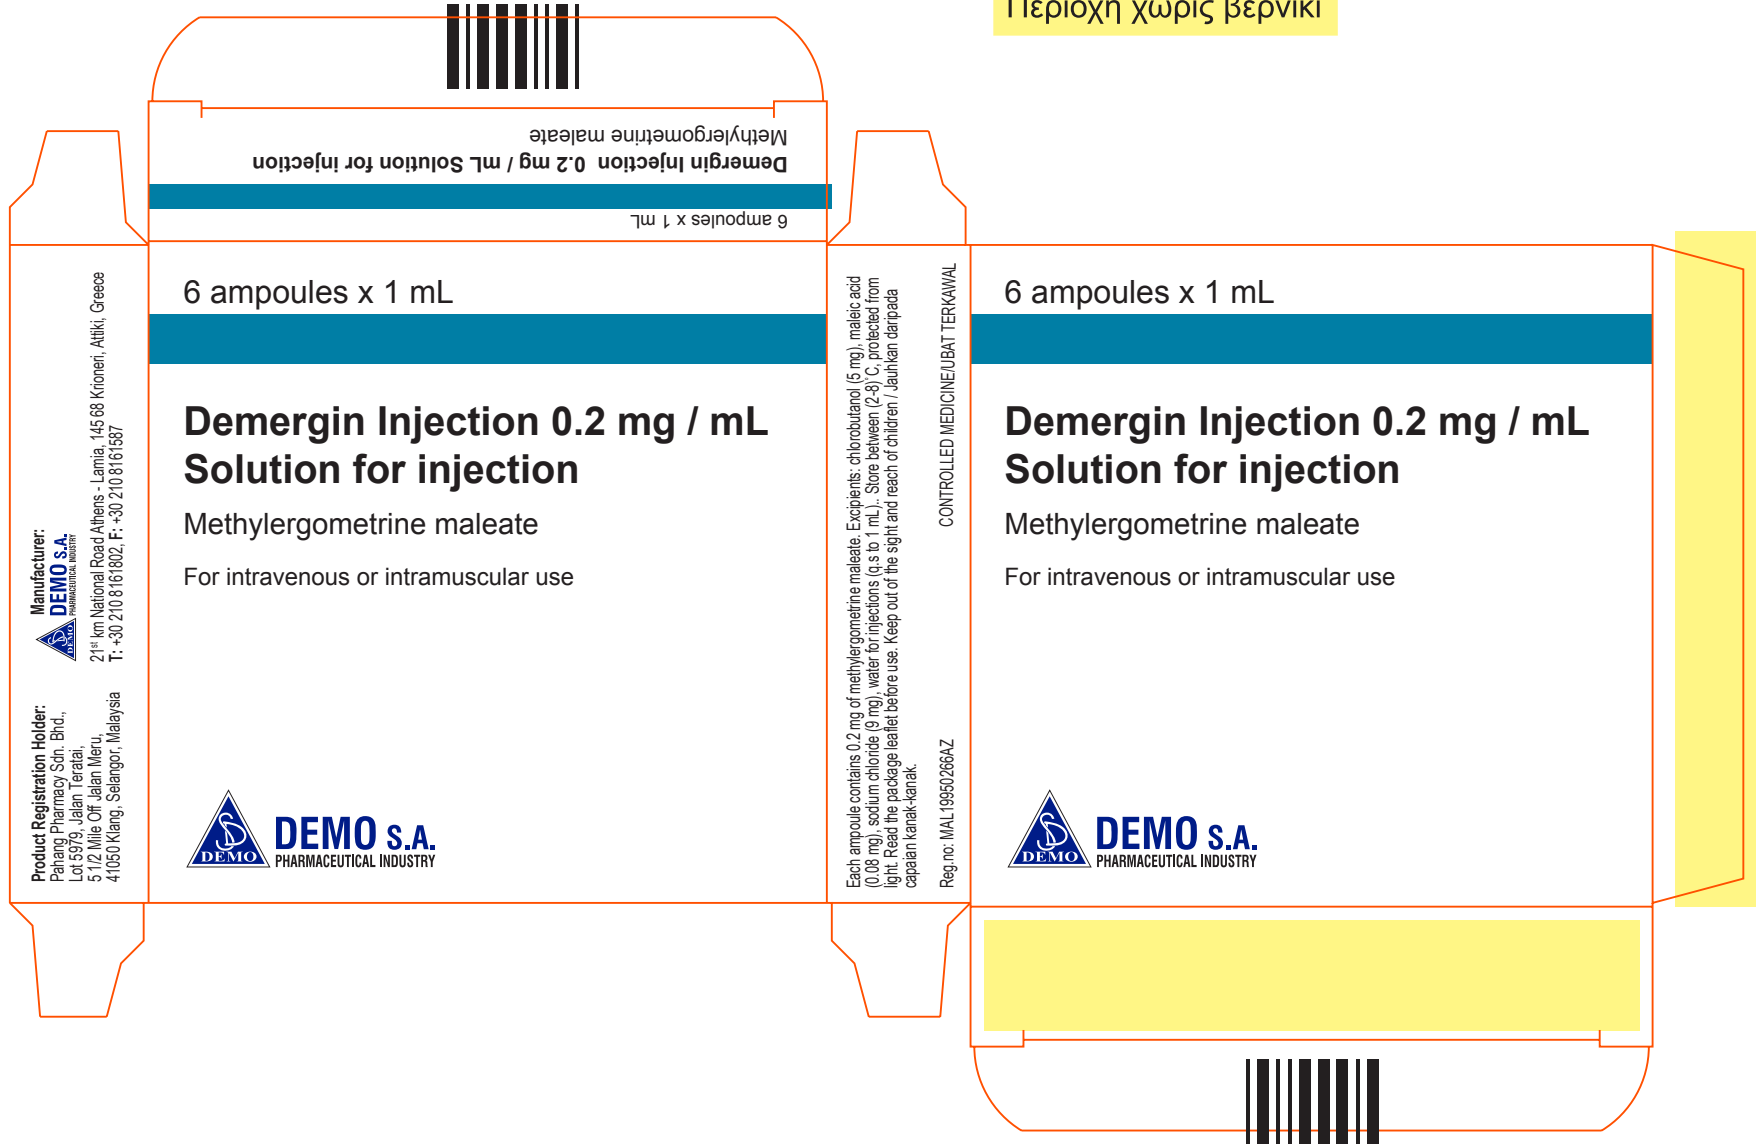 Περιοχή χωρίς βερνίκι
Methylergometrine maleate
Demergin Injection 0.2 mg / mL Solution for injection
6 ampoules x 1 mL
Manufacturer:
DEMO
DEMO S.A.
PHARMACEUTICAL INDUSTRY
21st km National Road Athens - Lamia, 145 68 Krioneri, Attiki, Greece
T: +30 210 8161802, F: +30 210 8161587
Product Registration Holder:
Pahang Pharmacy Sdn. Bhd.,
Lot 5979, Jalan Teratai,
5 1/2 Mile Off Jalan Meru,
41050 Klang, Selangor, Malaysia
6 ampoules x 1 mL
Demergin Injection 0.2 mg / mL
Solution for injection
Methylergometrine maleate
For intravenous or intramuscular use
DEMO
DEMO S.A.
PHARMACEUTICAL INDUSTRY
Each ampoule contains 0.2 mg of methylergometrine maleate. Excipients: chlorobutanol (5 mg), maleic acid
(0.08 mg), sodium chloride (9 mg), water for injections (q.s to 1 mL).. Store between (2-8)°C, protected from
light. Read the package leaflet before use. Keep out of the sight and reach of children / Jauhkan daripada
capaian kanak-kanak.
Reg.no: MAL19950266AZ CONTROLLED MEDICINE/UBAT TERKAWAL
6 ampoules x 1 mL
Demergin Injection 0.2 mg / mL
Solution for injection
Methylergometrine maleate
For intravenous or intramuscular use
DEMO
DEMO S.A.
PHARMACEUTICAL INDUSTRY